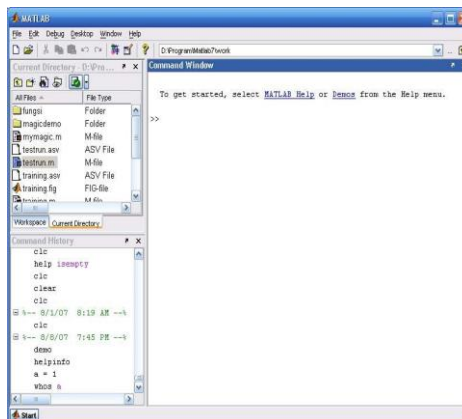 MATLAB
File Edit Debug Desktop Window Help
D:\Program\Matlab7\work
Current Directory - D:\Pro...
All Files File Type
fungsi Folder
magicdemo Folder
mymagic.m M-file
testrun.asv ASV File
testrun.m M-file
training.asv ASV File
training.fig FIG-file
training.m M-file
Workspace Current Directory
Command History
clc
help isempty
clc
clear
clc
%-- 8/1/07 8:19 AM --%
clc
%-- 8/8/07 7:45 PM --%
demo
helpinfo
a = 1
whos a
Start
Command Window
To get started, select MATLAB Help or Demos from the Help menu.
>>